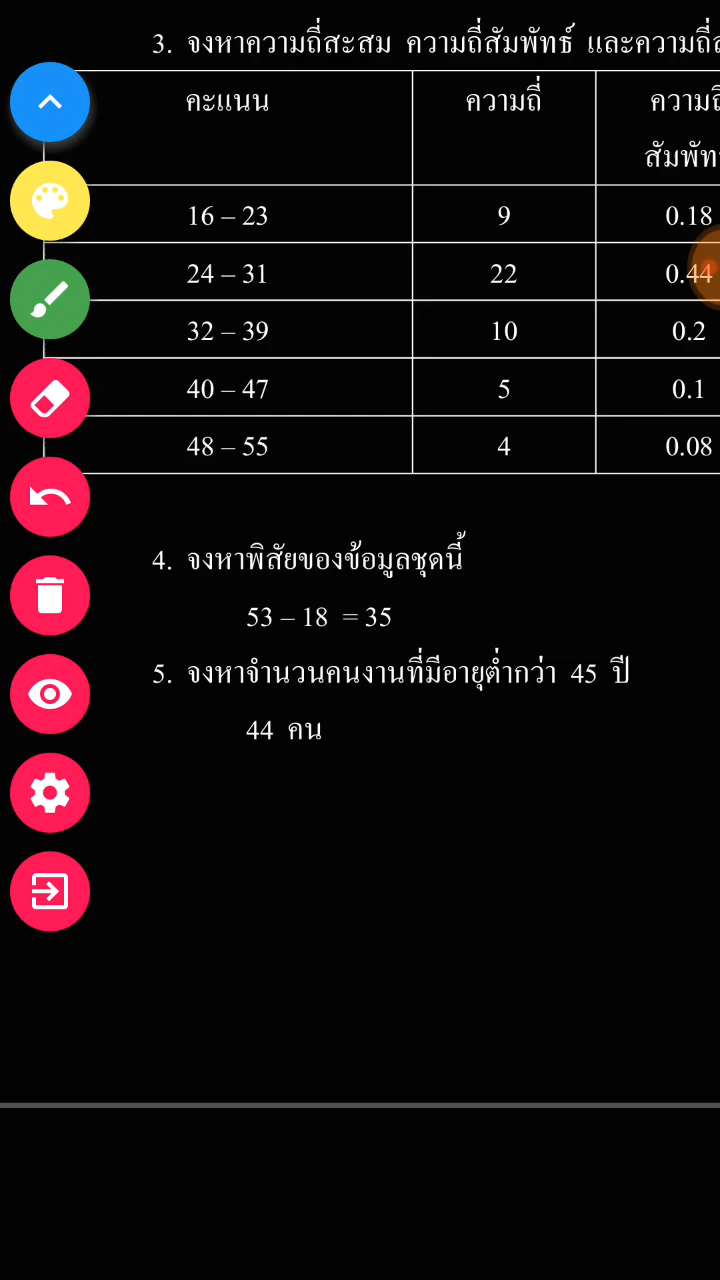 3. จงหาความถี่สะสม ความถี่สัมพัทธ์ และความถี่
คะแนน ความถี่
16 – 23 9 0.18
24 – 31 22 0.44
32 – 39 10 0.2
40 – 47 5 0.1
48 – 55 4 0.08
4. จงหาพิสัยของข้อมูลชุดนี้
53 – 18 = 35
5. จงหาจำนวนคนงานที่มีอายุต่ำกว่า 45 ปี
44 คน